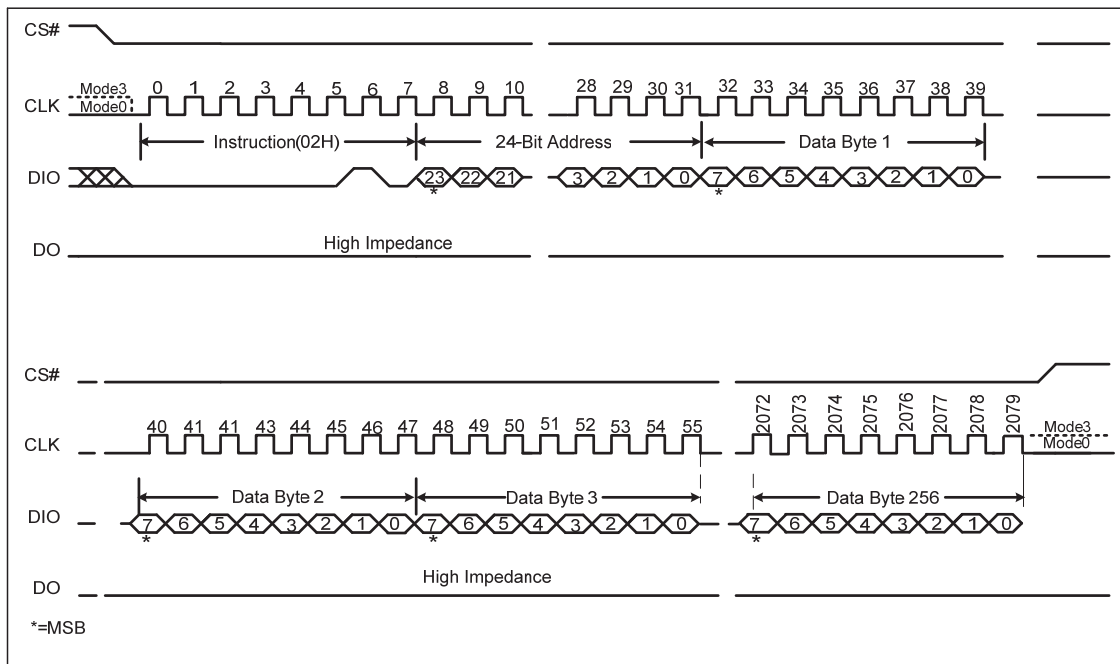 CS#
Mode3
Mode0
CLK
0 1 2 3 4 5 6 7 8 9 10 28 29 30 31 32 33 34 35 36 37 38 39
Instruction(02H) 24-Bit Address Data Byte 1
DIO
23 22 21 3 2 1 0 7 6 5 4 3 2 1 0
* *
High Impedance
DO
CS#
40 41 41 43 44 45 46 47 48 49 50 51 52 53 54 55 2072 2073 2074 2075 2076 2077 2078 2079
CLK
Mode3
Mode0
Data Byte 2 Data Byte 3 Data Byte 256
DIO
7 6 5 4 3 2 1 0 7 6 5 4 3 2 1 0 7 6 5 4 3 2 1 0
* * *
High Impedance
DO
*=MSB